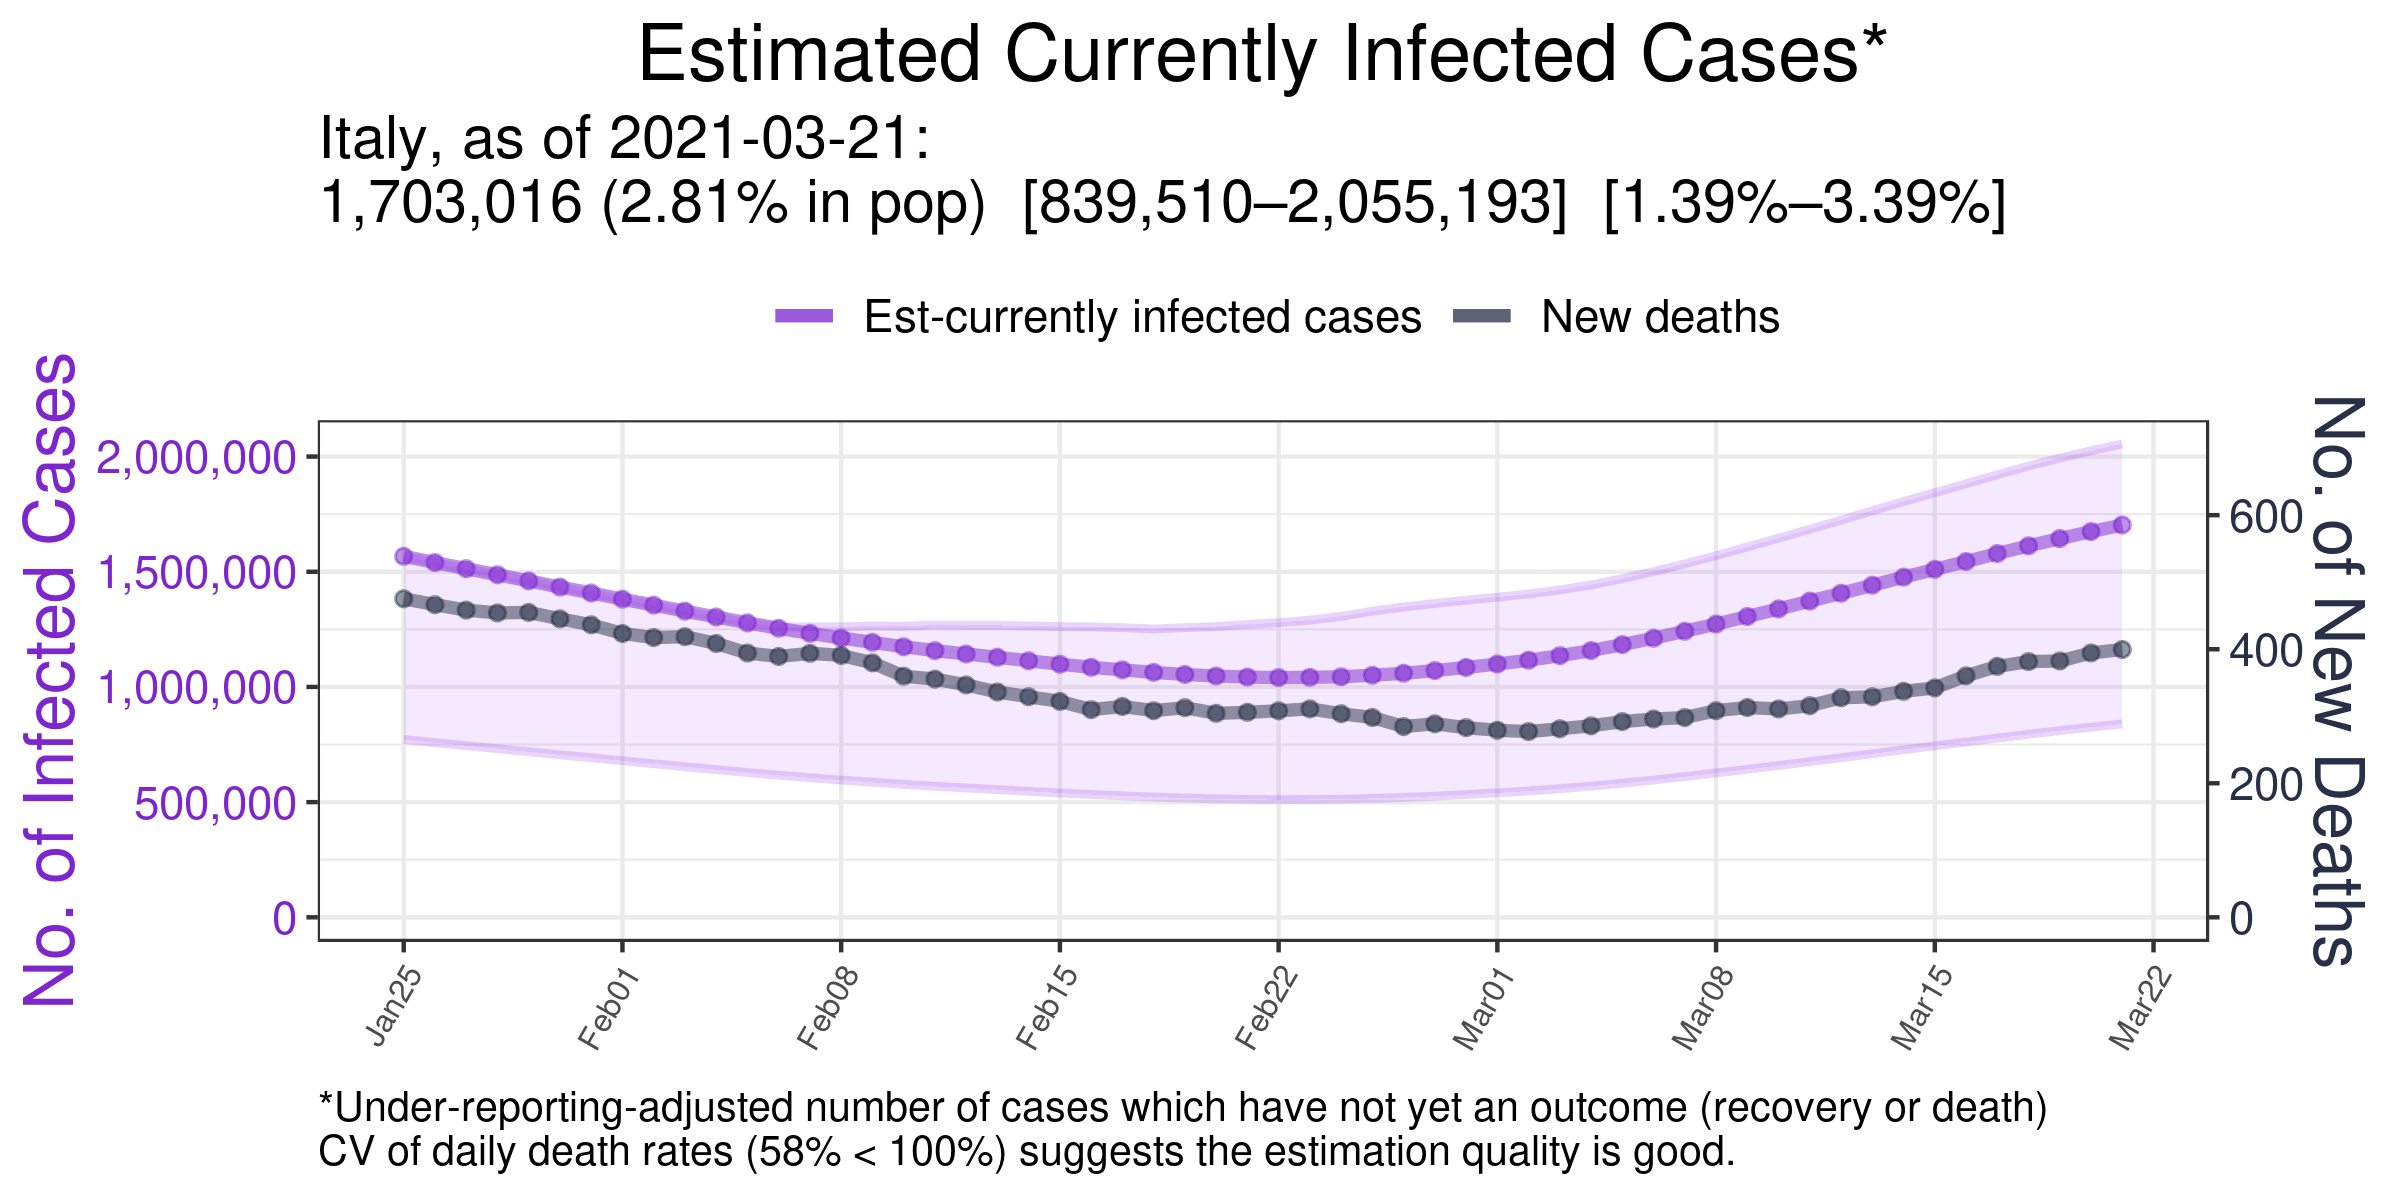 Estimated Currently Infected Cases*
Italy, as of 2021-03-21:
1,703,016 (2.81% in pop) [839,510–2,055,193] [1.39%–3.39%]
Est-currently infected cases
New deaths
No. of Infected Cases
2,000,000
1,500,000
1,000,000
500,000
0
600
400
200
0
No. of New Deaths
Jan25
Feb01
Feb08
Feb15
Feb22
Mar01
Mar08
Mar15
Mar22
*Under-reporting-adjusted number of cases which have not yet an outcome (recovery or death)
CV of daily death rates (58% < 100%) suggests the estimation quality is good.